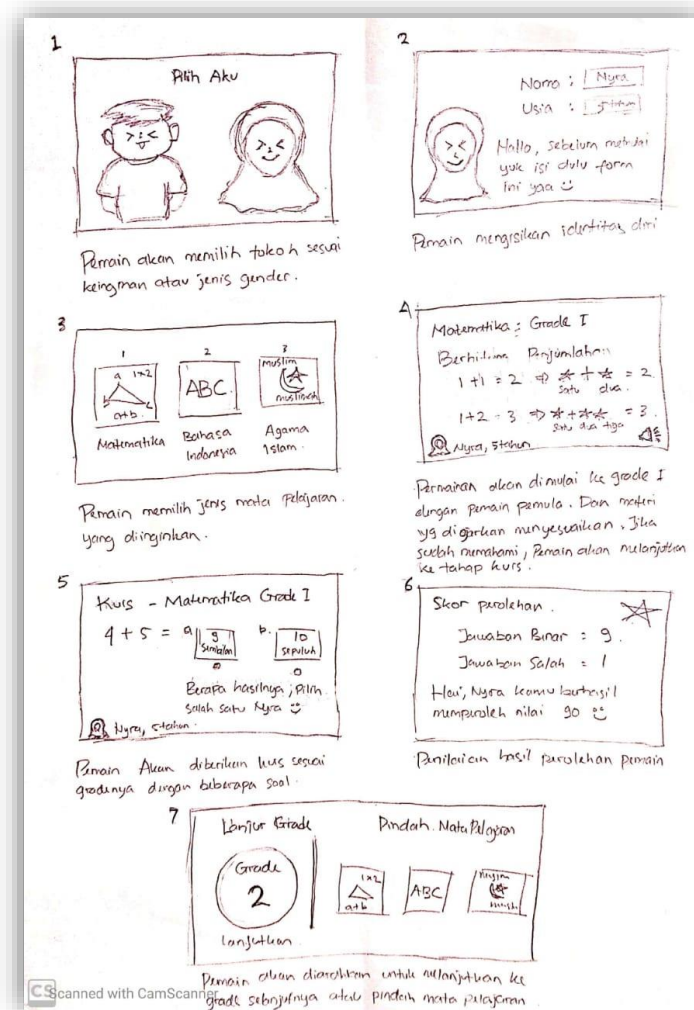 1
Pilih Aku
Pemain akan memilih tokoh sesuai
keinginan atau jenis gender.
2
Nama : Nyra
Usia : 5 tahun
Hallo, sebelum memulai
yuk isi dulu form
ini yaa
Pemain mengisikan identitas diri
3
1
a 1x2
a+b
Matematika
2
ABC
Bahasa
Indonesia
3
muslim
muslimah
Agama
Islam
Pemain memilih jenis mata pelajaran
yang diinginkan.
4
Matematika : Grade I
Berhitung Penjumlahan
1 + 1 = 2 ⇒ ☆ + ☆ = 2
satu dua
1 + 2 = 3 ⇒ ☆ + ☆☆ = 3
satu dua tiga
Nyra, 5 tahun
Permainan akan dimulai ke grade I
dengan pemain pemula. Dan materi
yg diajarkan menyesuaikan. Jika
sudah memahami, Pemain akan melanjutkan
ke tahap kuis.
5
Kuis - Matematika Grade I
4 + 5 = a. 9 sembilan b. 10 sepuluh
Berapa hasilnya, pilih
salah satu Nyra
Nyra, 5 tahun
Pemain Akan diberikan kuis sesuai
gradenya dengan beberapa soal.
6
Skor perolehan.
Jawaban Benar : 9
Jawaban Salah : 1
Nyra kamu berhasil
memperoleh nilai 90
Penilaian hasil perolehan pemain
7
Lanjut Grade
Grade
2
Lanjutkan
Pindah Mata Pelajaran
1x2
a+b
ABC
muslim
Pemain akan diarahkan untuk melanjutkan ke
grade selanjutnya atau pindah mata pelajaran
CS Scanned with CamScanner